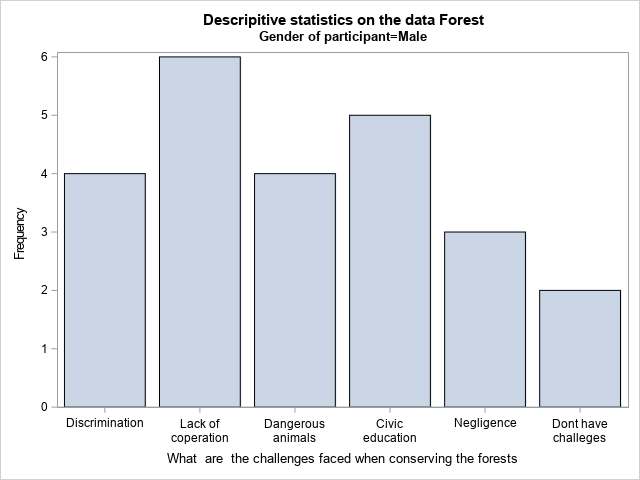 Descripitive statistics on the data Forest
Gender of participant=Male
6
5
4
3
2
1
0
Frequency
Discrimination
Lack of
coperation
Dangerous
animals
Civic
education
Negligence
Dont have
challeges
What  are  the challenges faced when conserving the forests